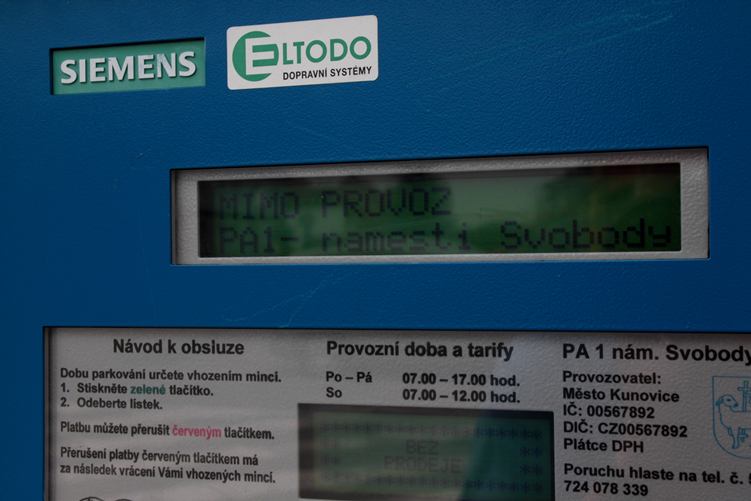 SIEMENS
ELTODO
DOPRAVNÍ SYSTÉMY
MIMO PROVOZ
PA1- namesti Svobody
Návod k obsluze
Dobu parkování určete vhozením mincí.
1. Stiskněte zelené tlačítko.
2. Odeberte lístek.
Platbu můžete přerušit červeným tlačítkem.
Přerušení platby červeným tlačítkem má
za následek vrácení Vámi vhozených mincí.
Provozní doba a tarify
Po – Pá 07.00 – 17.00 hod.
So 07.00 – 12.00 hod.
BEZ
PRODEJE
PA 1 nám. Svobody
Provozovatel:
Město Kunovice
IČ: 00567892
DIČ: CZ00567892
Plátce DPH
Poruchu hlaste na tel. č.
724 078 339